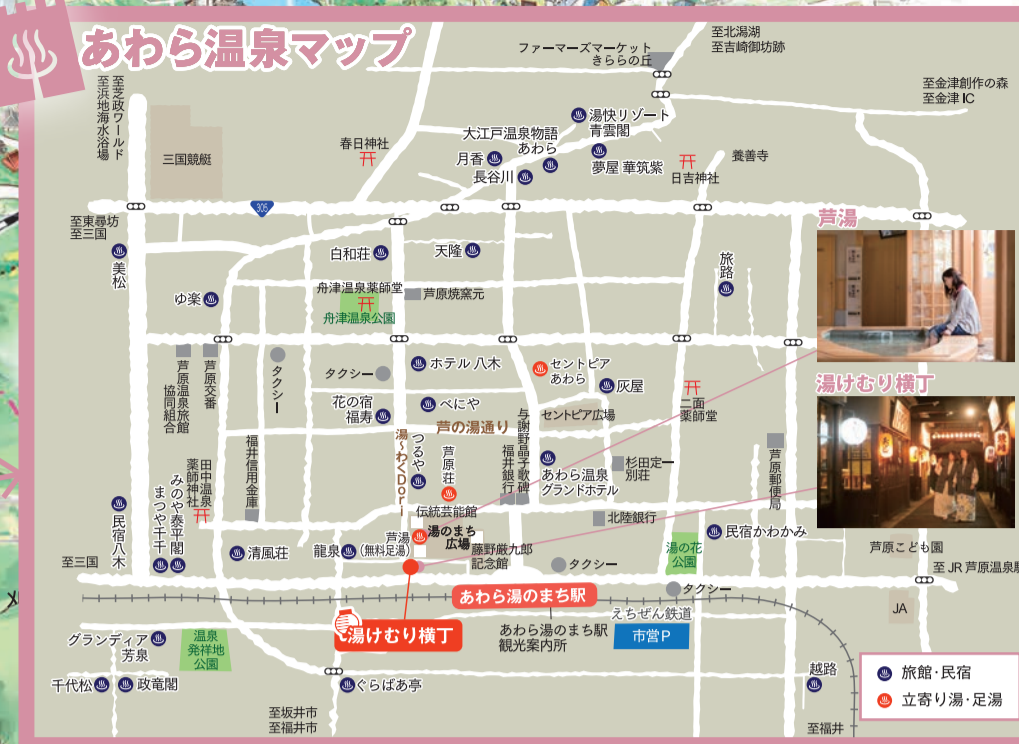 あわら温泉マップ
至北潟湖
至吉崎御坊跡
ファーマーズマーケット
きららの丘
至金津創作の森
至金津 IC
至芝政ワールド
至浜地海水浴場
三国競艇
春日神社
大江戸温泉物語
あわら
湯快リゾート
青雲閣
月香
長谷川
夢屋 華筑紫
日吉神社
養善寺
305
至東尋坊
至三国
美松
白和荘
天隆
旅路
芦湯
ゆ楽
舟津温泉薬師堂
舟津温泉公園
芦原焼窯元
芦原温泉旅館
協同組合
芦原交番
タクシー
タクシー
ホテル 八木
セントピア
あわら
灰屋
花の宿
福寿
べにや
セントピア広場
二面
薬師堂
湯けむり横丁
芦の湯通り
湯〜わくDori
つるや
芦原荘
福井銀行
与謝野晶子歌碑
あわら温泉
グランドホテル
杉田定一
別荘
芦原郵便局
福井信用金庫
田中温泉
薬師神社
みのや泰平閣
まつや千千
民宿八木
伝統芸能館
北陸銀行
民宿かわかみ
清風荘
龍泉
芦湯
(無料足湯)
湯のまち
広場
藤野厳九郎
記念館
タクシー
湯の花
公園
芦原こども園
至三国
至 JR 芦原温泉駅
タクシー
あわら湯のまち駅
えちぜん鉄道
JA
湯けむり横丁
あわら湯のまち駅
観光案内所
市営P
グランディア
芳泉
温泉
発祥地
公園
千代松
政竜閣
ぐらばあ亭
越路
旅館・民宿
立寄り湯・足湯
至坂井市
至福井市
至福井